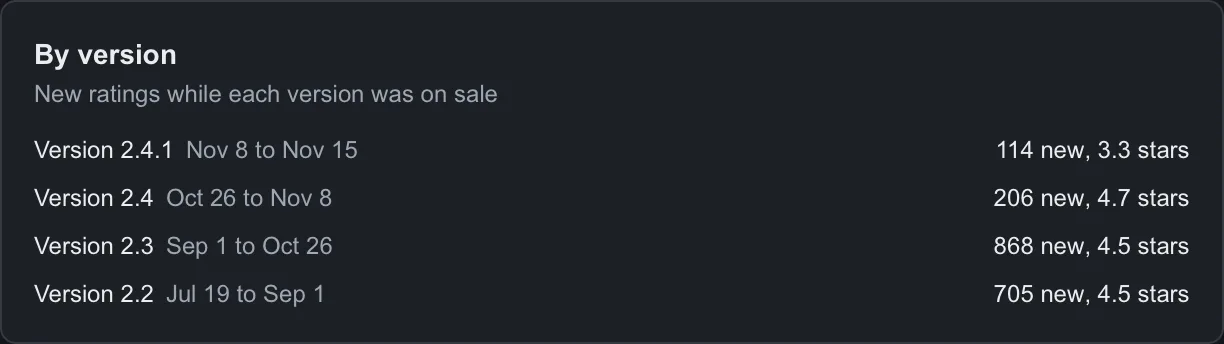 By version
New ratings while each version was on sale
Version 2.4.1 Nov 8 to Nov 15 114 new, 3.3 stars
Version 2.4 Oct 26 to Nov 8 206 new, 4.7 stars
Version 2.3 Sep 1 to Oct 26 868 new, 4.5 stars
Version 2.2 Jul 19 to Sep 1 705 new, 4.5 stars